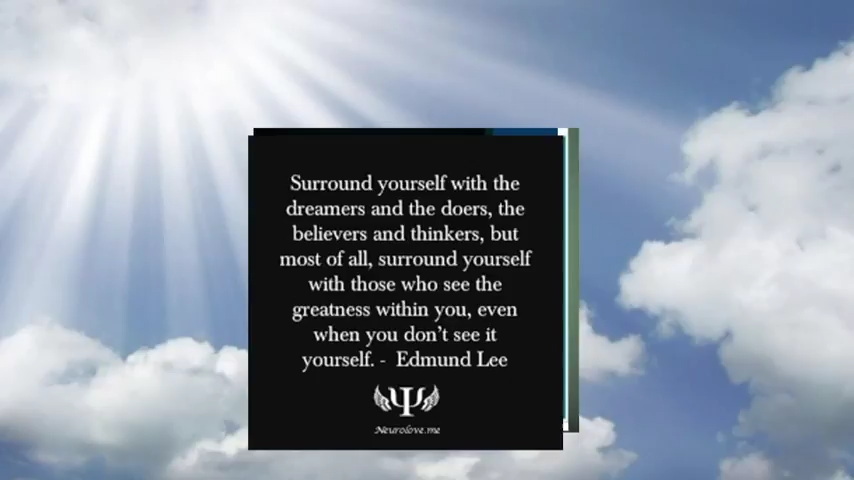 Surround yourself with the
dreamers and the doers, the
believers and thinkers, but
most of all, surround yourself
with those who see the
greatness within you, even
when you don't see it
yourself. - Edmund Lee
Ψ
Neurolove.me